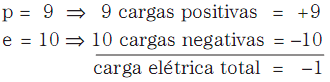 p = 9 ⇒ 9 cargas positivas = +9
e = 10 ⇒ 10 cargas negativas = –10
carga elétrica total = –1